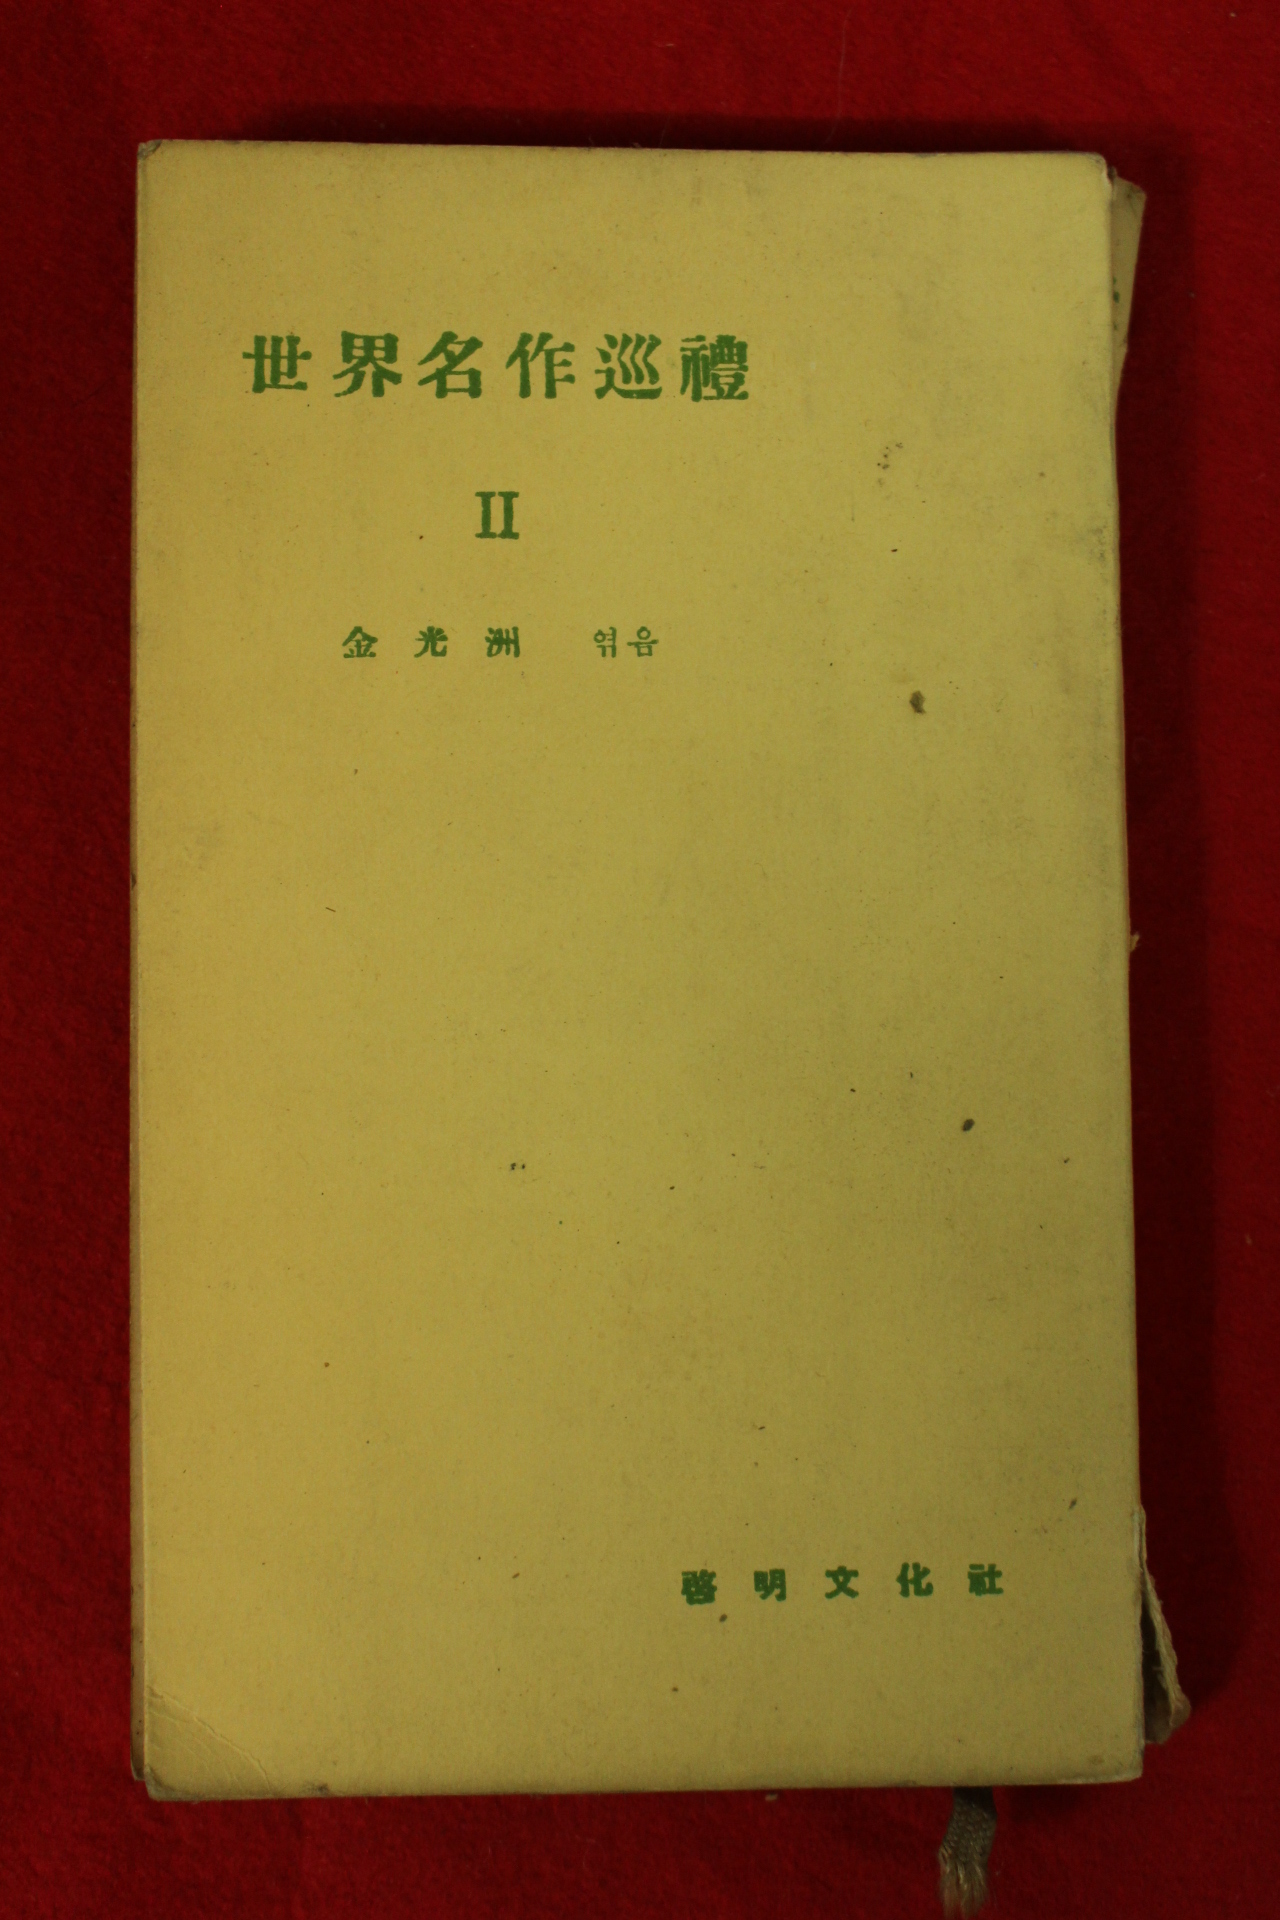 世界名作巡禮
II
金光洲 엮음
啓明文化社